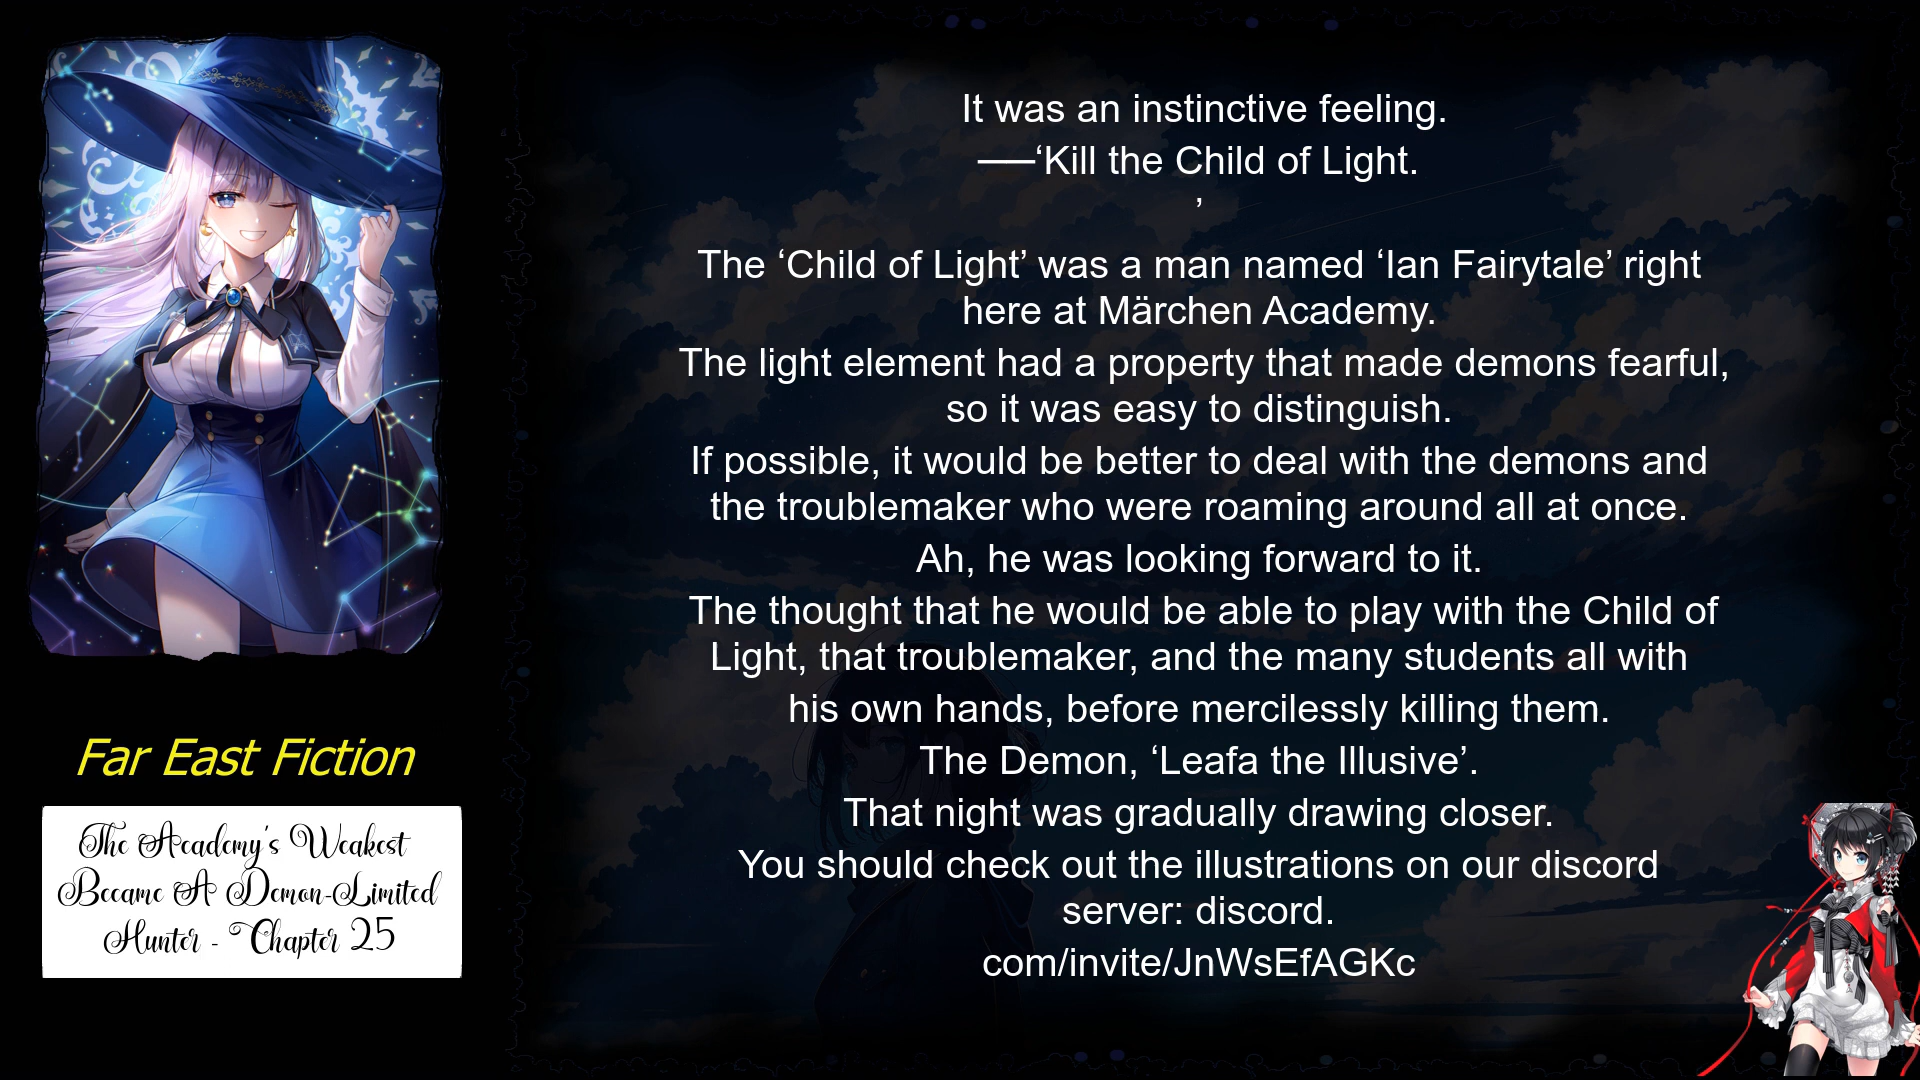 It was an instinctive feeling.
──‘Kill the Child of Light.
’
The ‘Child of Light’ was a man named ‘Ian Fairytale’ right
here at Märchen Academy.
The light element had a property that made demons fearful,
so it was easy to distinguish.
If possible, it would be better to deal with the demons and
the troublemaker who were roaming around all at once.
Ah, he was looking forward to it.
The thought that he would be able to play with the Child of
Light, that troublemaker, and the many students all with
his own hands, before mercilessly killing them.
The Demon, ‘Leafa the Illusive’.
That night was gradually drawing closer.
You should check out the illustrations on our discord
server: discord.
com/invite/JnWsEfAGKc
Far East Fiction
The Academy's Weakest
Became A Demon-Limited
Hunter - Chapter 25